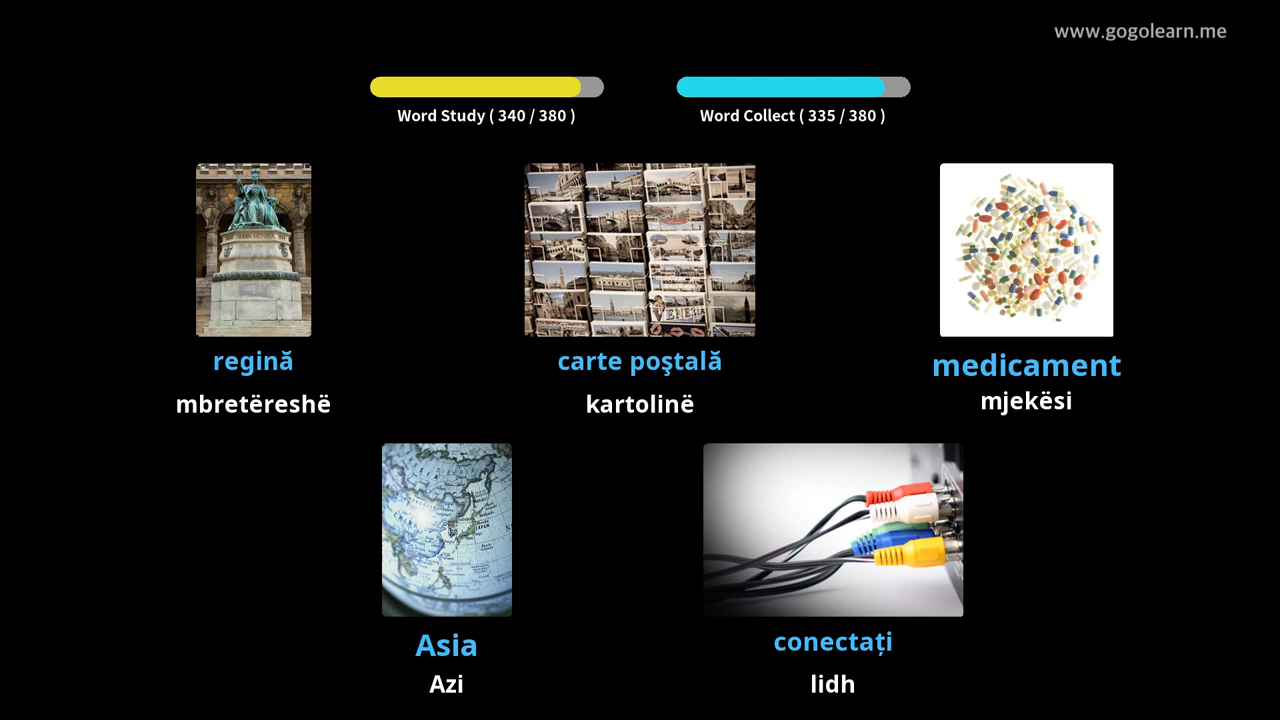 www.gogolearn.me
Word Study ( 340 / 380 )
Word Collect ( 335 / 380 )
regină
carte poştală
medicament
mbretëreshë
kartolinë
mjekësi
Asia
conectați
Azi
lidh